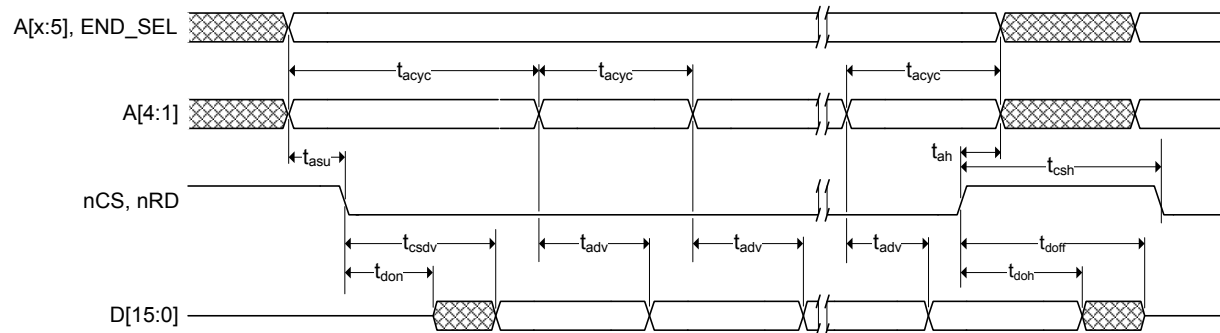 A[x:5], END_SEL
tacyc tacyc tacyc
A[4:1]
tasu tah
tcsh
nCS, nRD
tcsdv tadv tadv tadv tdoff
tdon tdoh
D[15:0]